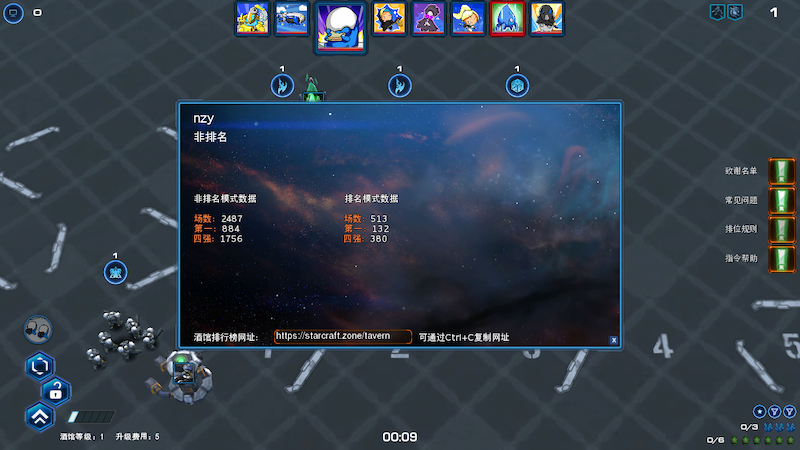 0
1
1
1
1
nzy
非排名
非排名模式数据
场数: 2487
第一: 884
四强: 1756
排名模式数据
场数: 513
第一: 132
四强: 380
酒馆排行榜网址:
https://starcraft.zone/tavern
可通过Ctrl+C复制网址
X
致谢名单
常见问题
排位规则
指令帮助
1
4
5
酒馆等级: 1
升级费用: 5
00:09
0/3
0/6